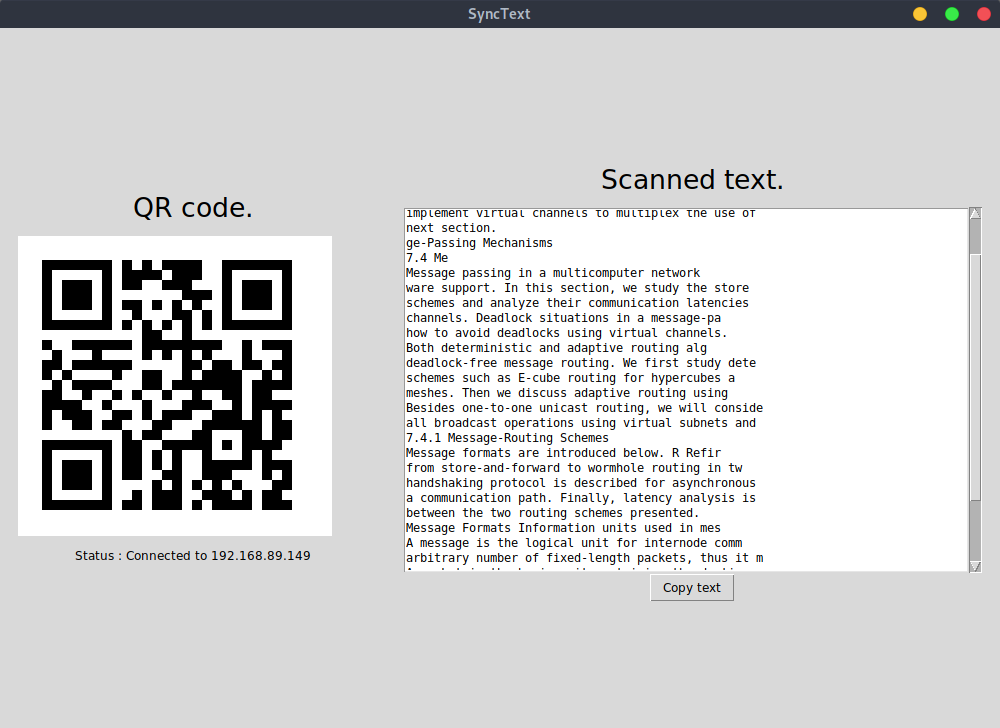 SyncText
QR code.
Status : Connected to 192.168.89.149
Scanned text.
implement virtual channels to multiplex the use of
next section.
ge-Passing Mechanisms
7.4 Me
Message passing in a multicomputer network
ware support. In this section, we study the store
schemes and analyze their communication latencies
channels. Deadlock situations in a message-pa
how to avoid deadlocks using virtual channels.
Both deterministic and adaptive routing alg
deadlock-free message routing. We first study dete
schemes such as E-cube routing for hypercubes a
meshes. Then we discuss adaptive routing using
Besides one-to-one unicast routing, we will conside
all broadcast operations using virtual subnets and
7.4.1 Message-Routing Schemes
Message formats are introduced below. R Refir
from store-and-forward to wormhole routing in tw
handshaking protocol is described for asynchronous
a communication path. Finally, latency analysis is
between the two routing schemes presented.
Message Formats Information units used in mes
A message is the logical unit for internode comm
arbitrary number of fixed-length packets, thus it m
Copy text